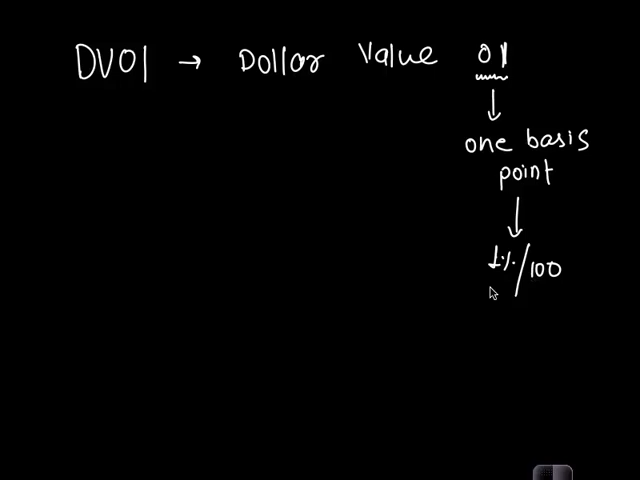 DV01 → Dollar Value 01
one basis
point
1%/100